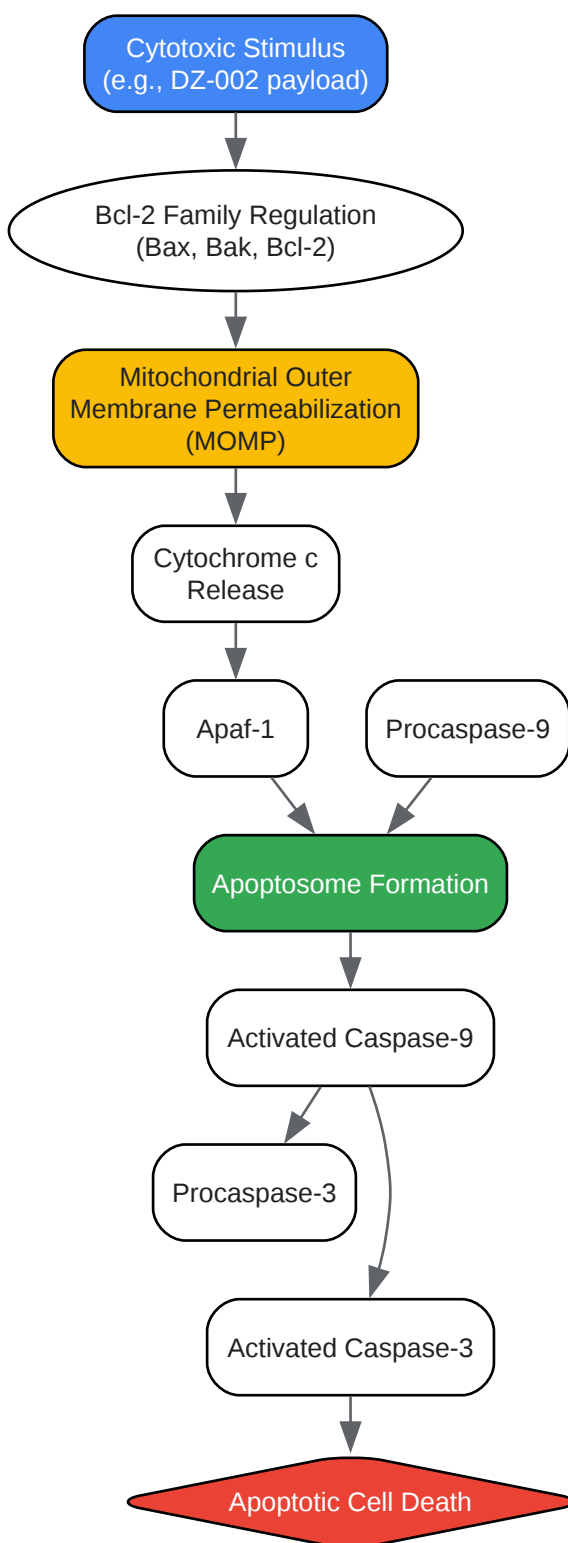 Cytotoxic Stimulus
(e.g., DZ-002 payload)
Bcl-2 Family Regulation
(Bax, Bak, Bcl-2)
Mitochondrial Outer
Membrane Permeabilization
(MOMP)
Cytochrome c
Release
Apaf-1
Procaspase-9
Apoptosome Formation
Activated Caspase-9
Procaspase-3
Activated Caspase-3
Apoptotic Cell Death